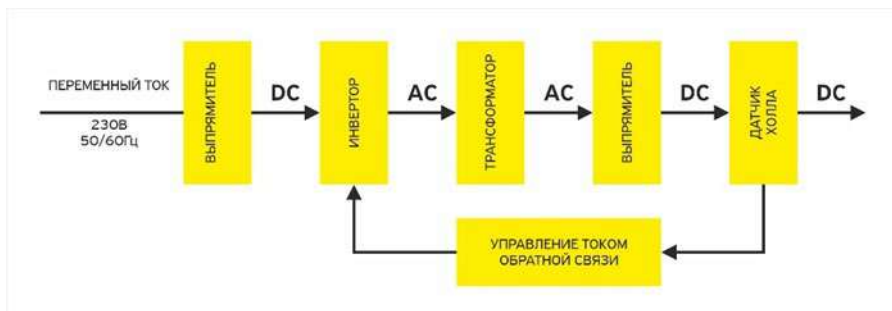 ПЕРЕМЕННЫЙ ТОК
230В
50/60Гц
ВЫПРЯМИТЕЛЬ
DC
ИНВЕРТОР
AC
ТРАНСФОРМАТОР
AC
ВЫПРЯМИТЕЛЬ
DC
ДАТЧИК
ХОЛЛА
DC
УПРАВЛЕНИЕ ТОКОМ
ОБРАТНОЙ СВЯЗИ